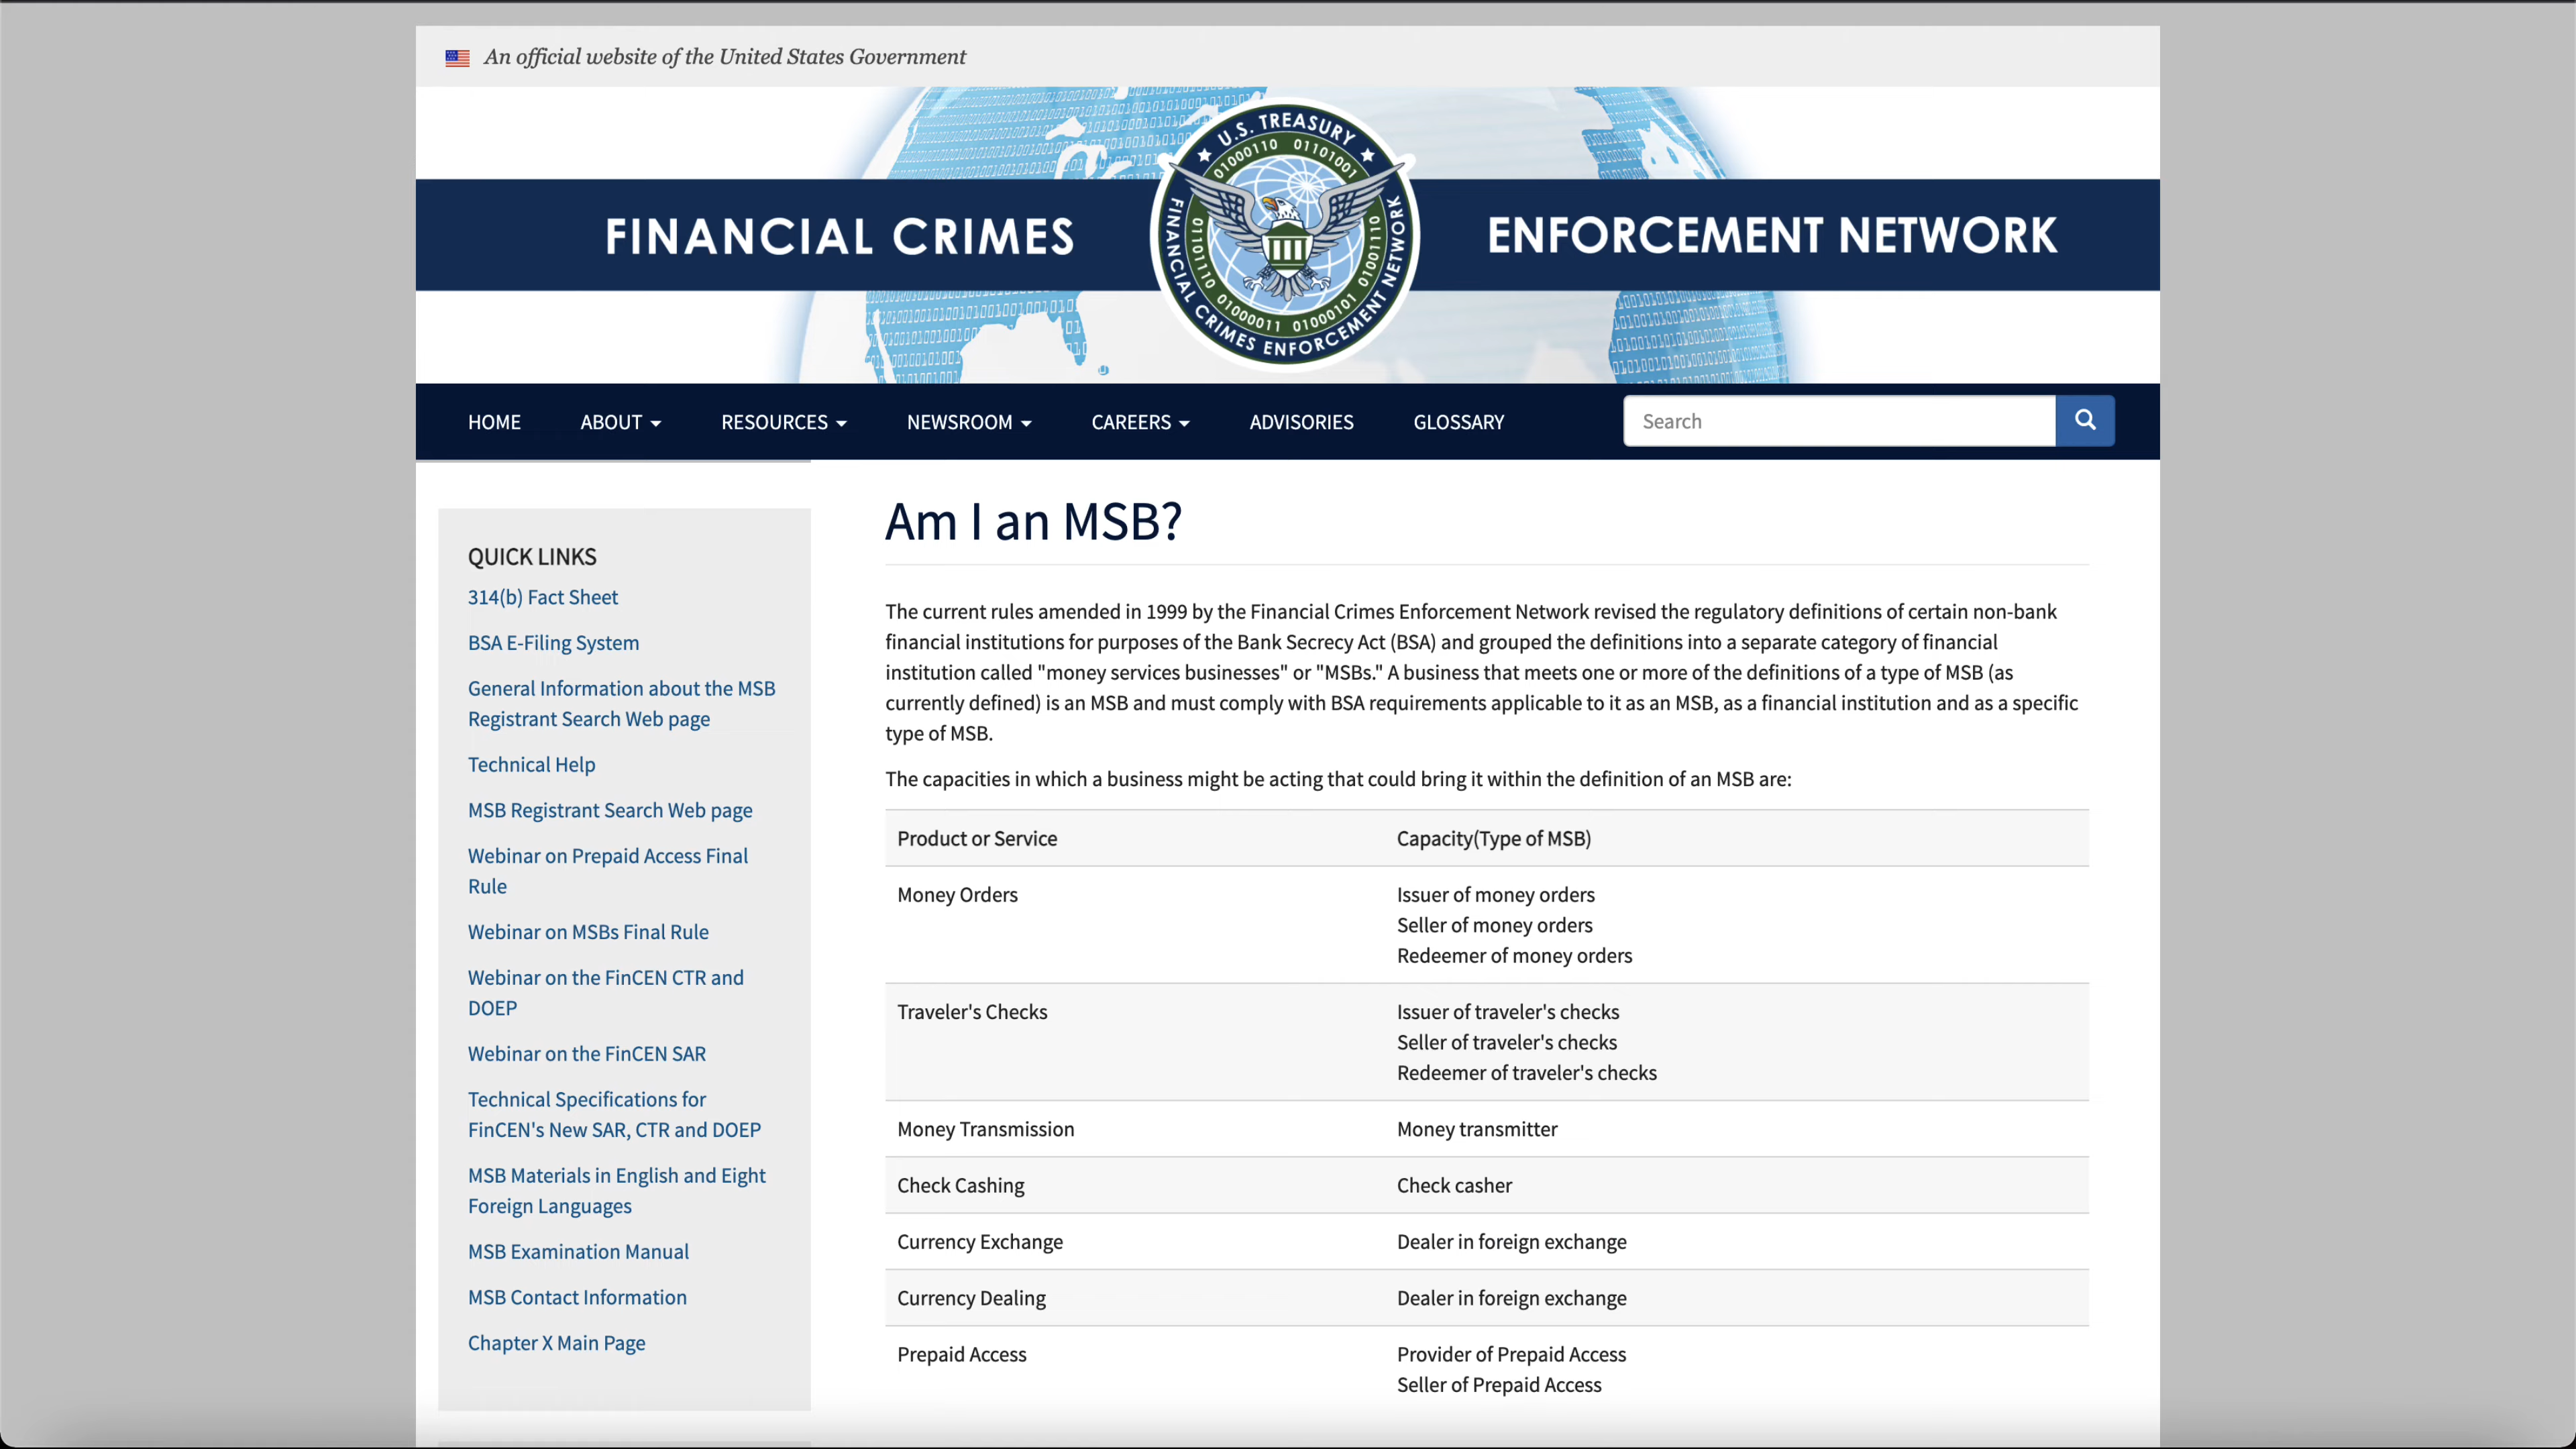 An official website of the United States Government
FINANCIAL CRIMES
ENFORCEMENT NETWORK
U.S. TREASURY
FINANCIAL CRIMES ENFORCEMENT NETWORK
01000110 01101001
01101110 01000011 01000101 01001110
HOME
ABOUT
RESOURCES
NEWSROOM
CAREERS
ADVISORIES
GLOSSARY
Search
QUICK LINKS
314(b) Fact Sheet
BSA E-Filing System
General Information about the MSB
Registrant Search Web page
Technical Help
MSB Registrant Search Web page
Webinar on Prepaid Access Final
Rule
Webinar on MSBs Final Rule
Webinar on the FinCEN CTR and
DOEP
Webinar on the FinCEN SAR
Technical Specifications for
FinCEN's New SAR, CTR and DOEP
MSB Materials in English and Eight
Foreign Languages
MSB Examination Manual
MSB Contact Information
Chapter X Main Page
Am I an MSB?
The current rules amended in 1999 by the Financial Crimes Enforcement Network revised the regulatory definitions of certain non-bank
financial institutions for purposes of the Bank Secrecy Act (BSA) and grouped the definitions into a separate category of financial
institution called "money services businesses" or "MSBs." A business that meets one or more of the definitions of a type of MSB (as
currently defined) is an MSB and must comply with BSA requirements applicable to it as an MSB, as a financial institution and as a specific
type of MSB.
The capacities in which a business might be acting that could bring it within the definition of an MSB are:
Product or Service
Capacity(Type of MSB)
Money Orders
Issuer of money orders
Seller of money orders
Redeemer of money orders
Traveler's Checks
Issuer of traveler's checks
Seller of traveler's checks
Redeemer of traveler's checks
Money Transmission
Money transmitter
Check Cashing
Check casher
Currency Exchange
Dealer in foreign exchange
Currency Dealing
Dealer in foreign exchange
Prepaid Access
Provider of Prepaid Access
Seller of Prepaid Access